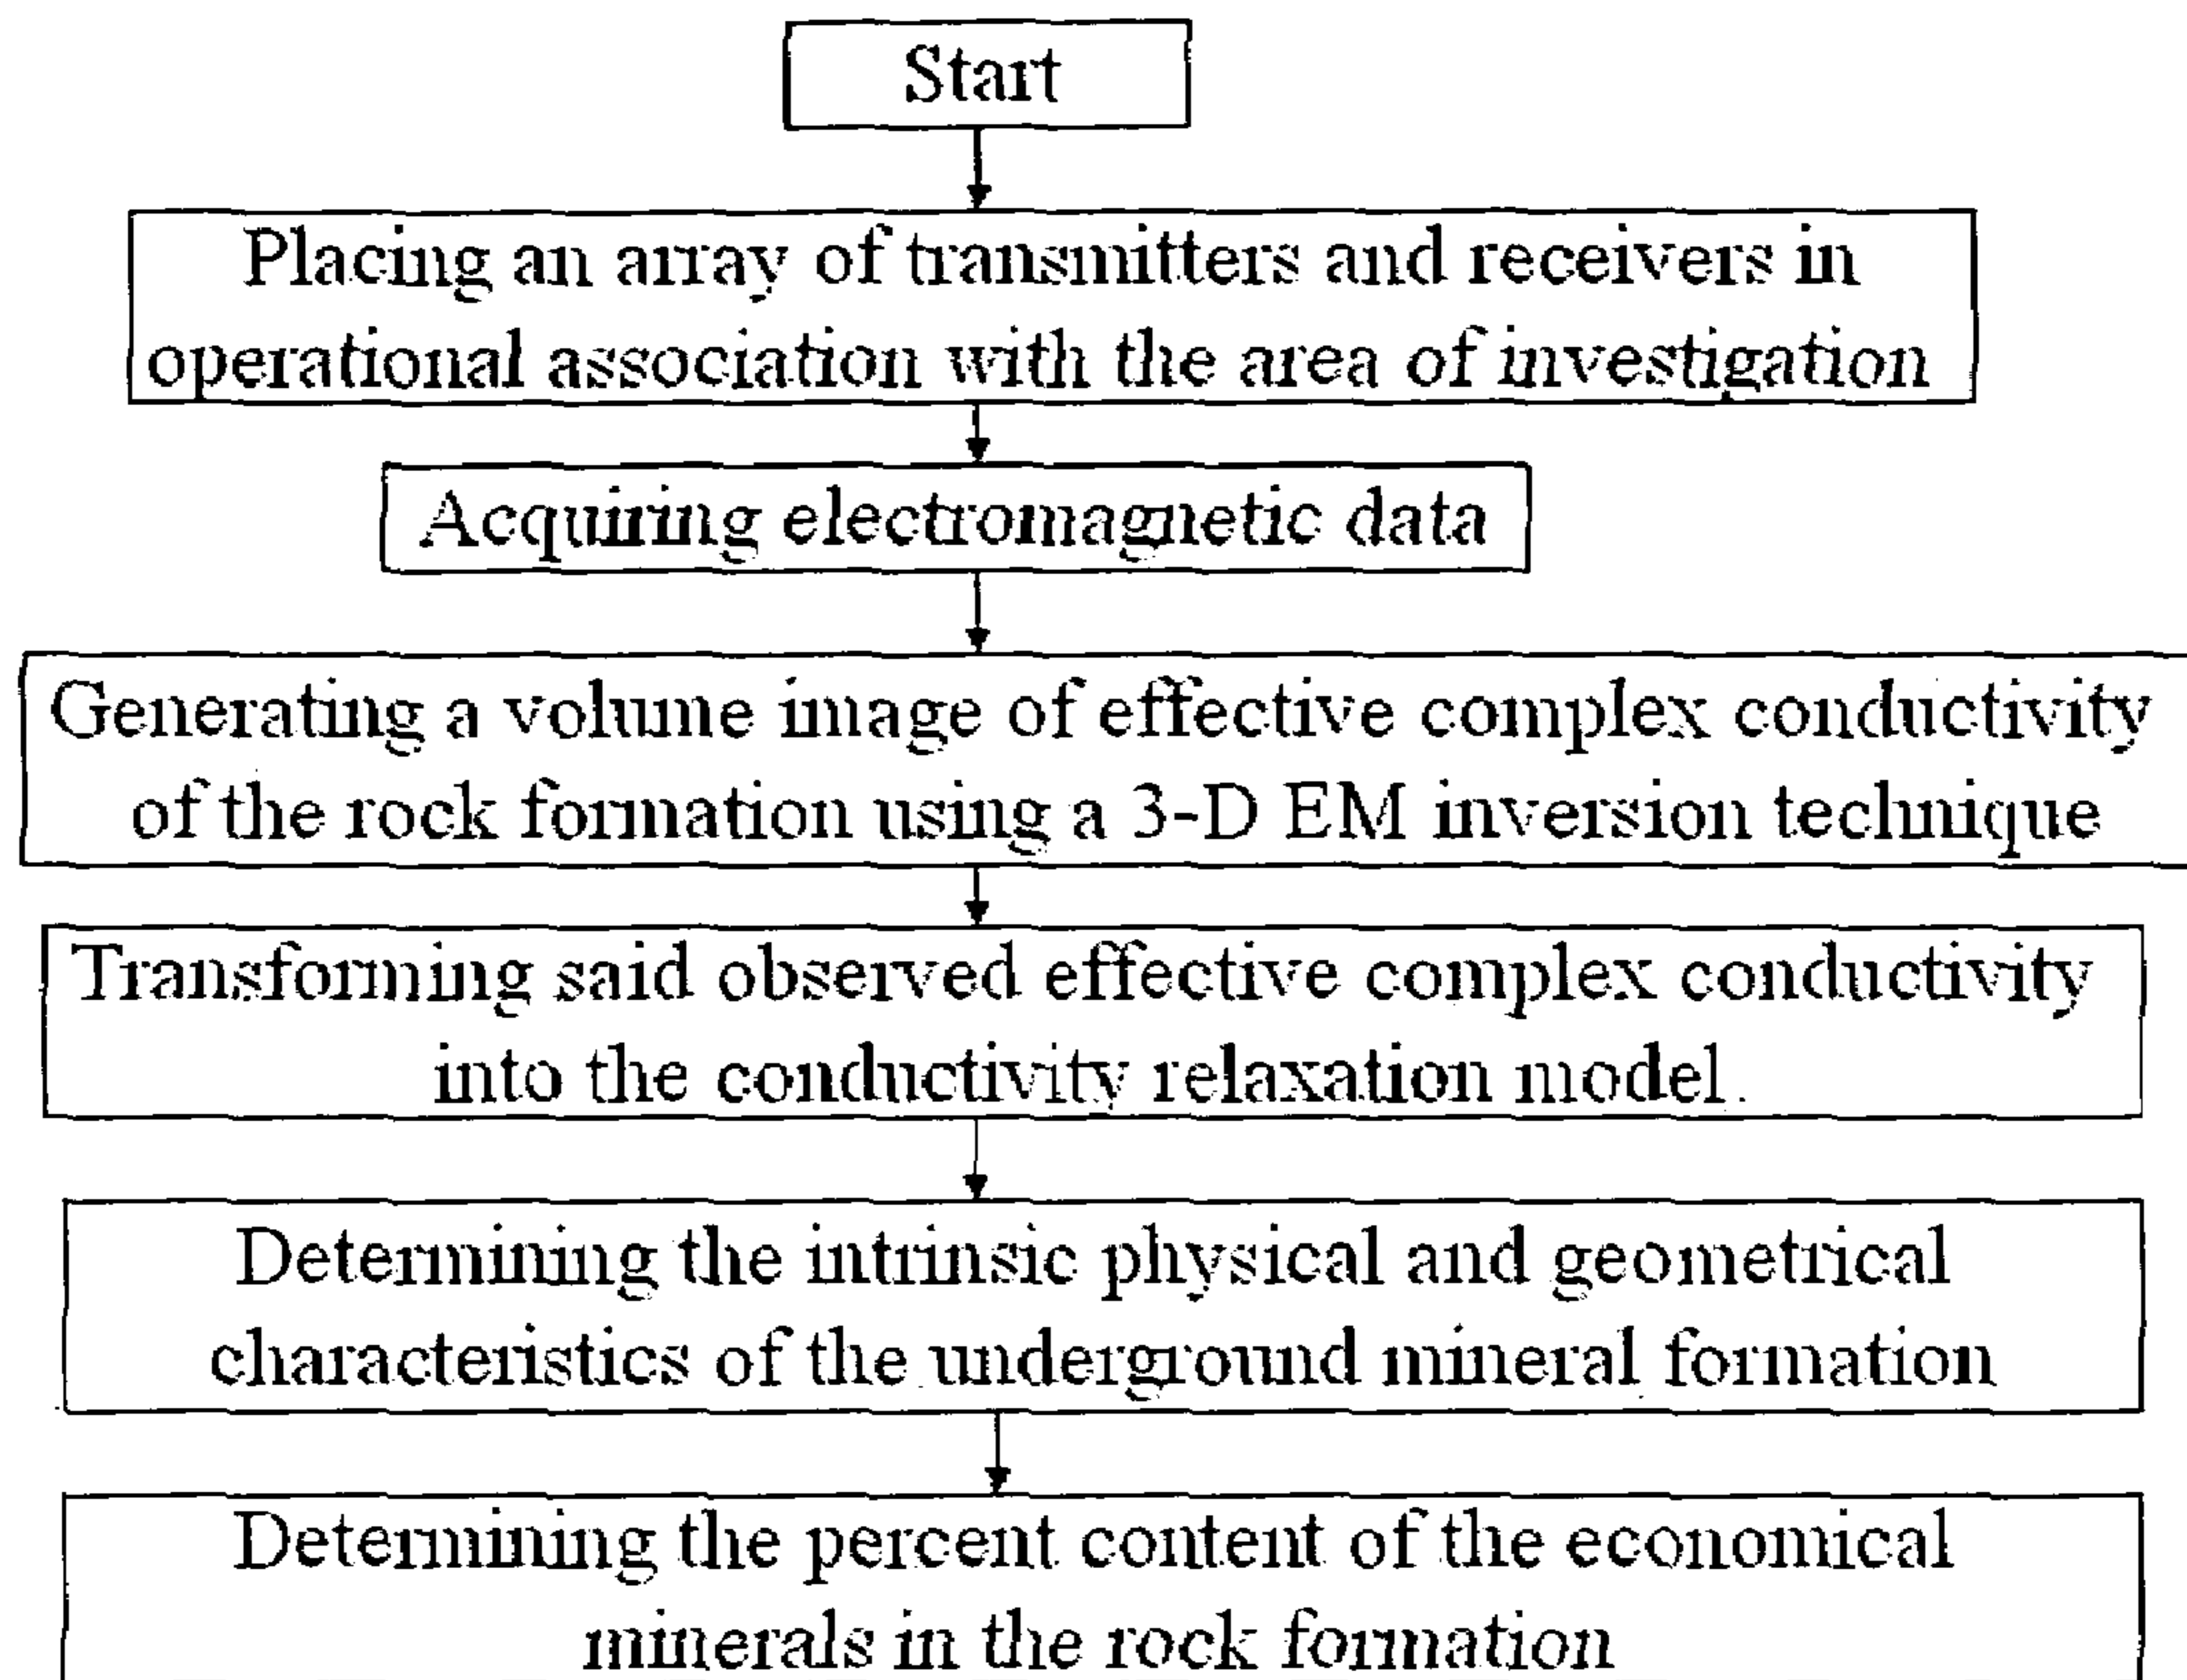 Start
Placing an array of transmitters and receivers in
operational association with the area of investigation
Acquiring electromagnetic data
Generating a volume image of effective complex conductivity
of the rock formation using a 3-D EM inversion technique
Transforming said observed effective complex conductivity
into the conductivity relaxation model.
Determining the intrinsic physical and geometrical
characteristics of the underground mineral formation
Determining the percent content of the economical
minerals in the rock formation